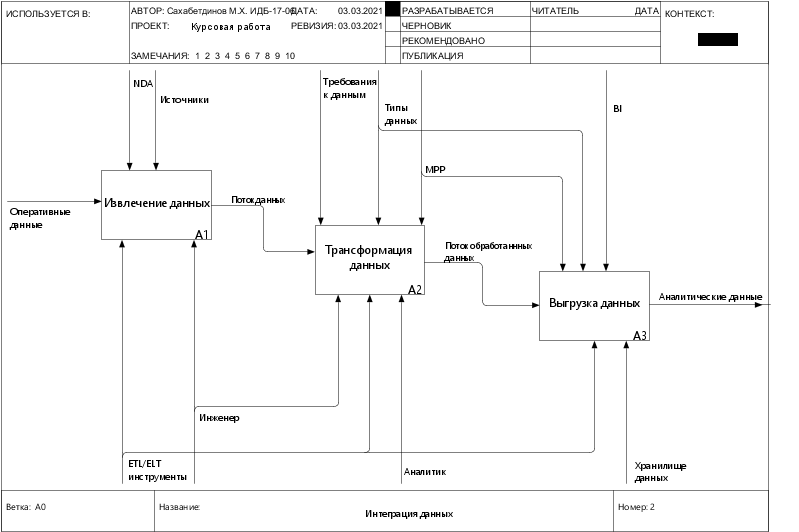 ИСПОЛЬЗУЕТСЯ В:
АВТОР: Сахабетдинов М.Х. ИДБ-17-06
ДАТА: 03.03.2021
ПРОЕКТ: Курсовая работа
РЕВИЗИЯ: 03.03.2021
ЗАМЕЧАНИЯ: 1 2 3 4 5 6 7 8 9 10
РАЗРАБАТЫВАЕТСЯ
ЧЕРНОВИК
РЕКОМЕНДОВАНО
ПУБЛИКАЦИЯ
ЧИТАТЕЛЬ ДАТА
КОНТЕКСТ:
NDA
Источники
Требования
к данным
Типы
данных
BI
MPP
Оперативные
данные
Извлечение данных
A1
Поток данных
Трансформация
данных
A2
Поток обработаннных
данных
Выгрузка данных
A3
Аналитические данные
Инженер
ETL/ELT
инструменты
Аналитик
Хранилище
данных
Ветка: A0
Название:
Интеграция данных
Номер: 2